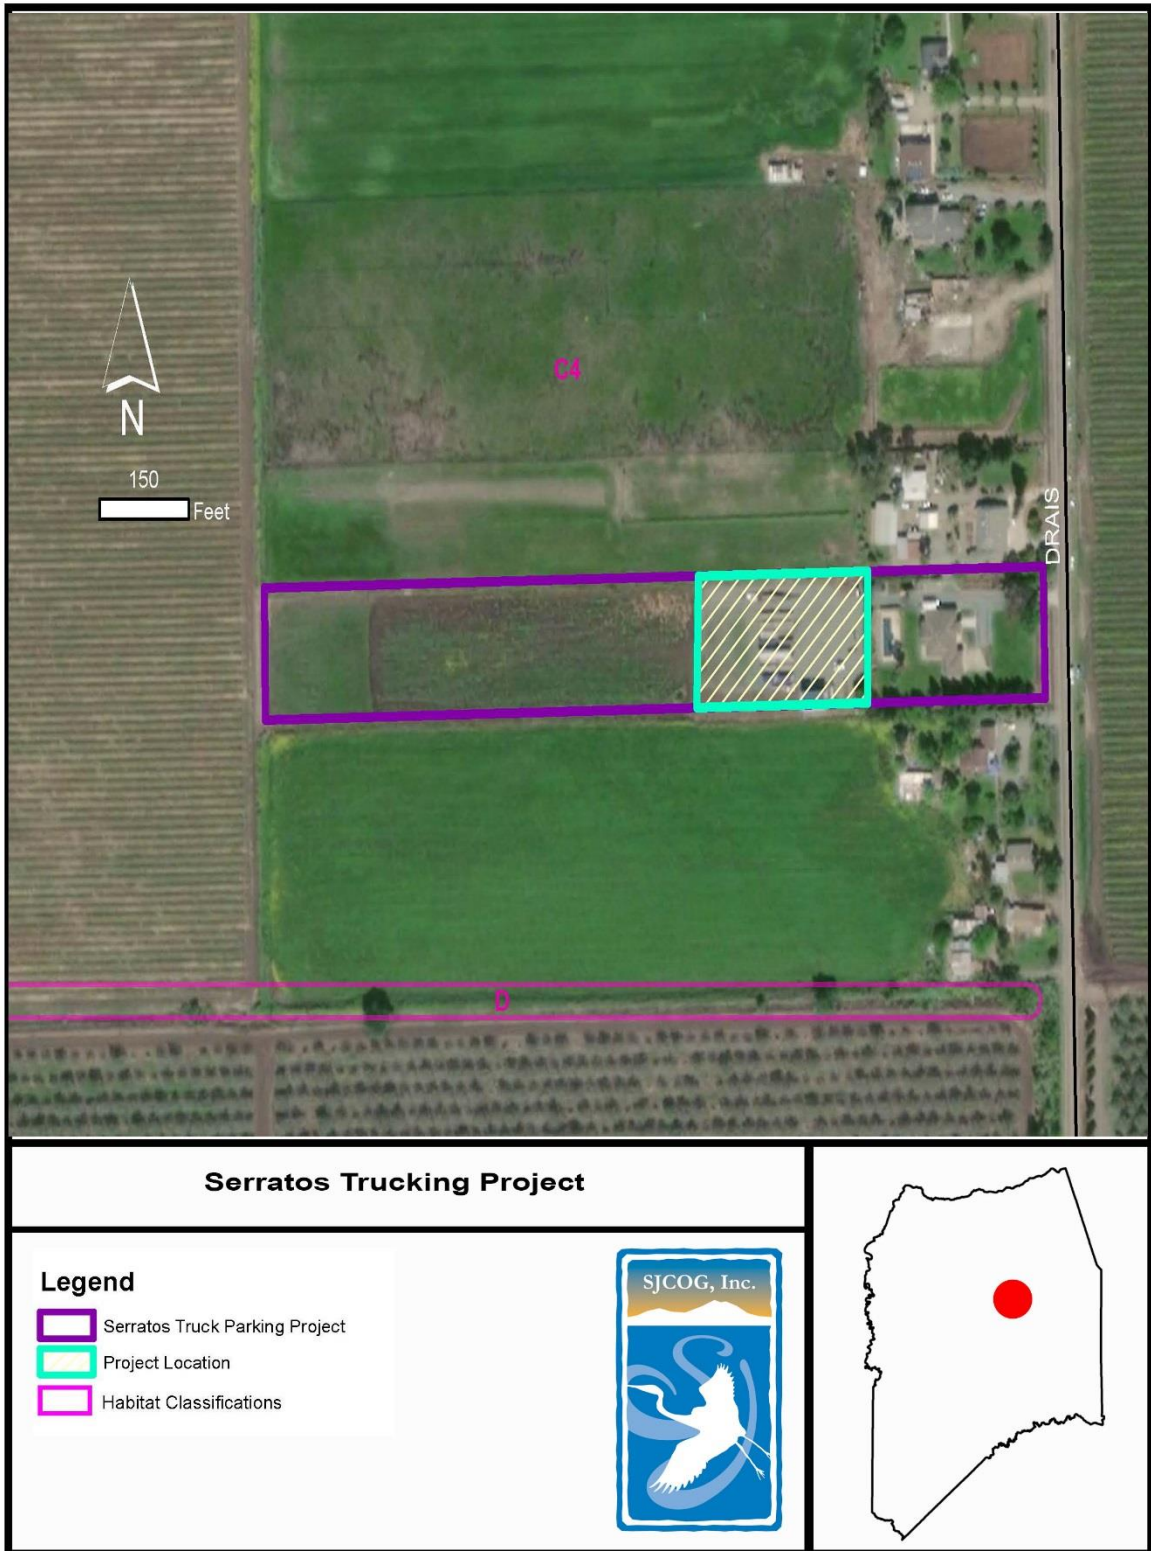 C4
N
150
Feet
DRAIS
D
Serratos Trucking Project
Legend
Serratos Truck Parking Project
Project Location
Habitat Classifications
SJCOG, Inc.